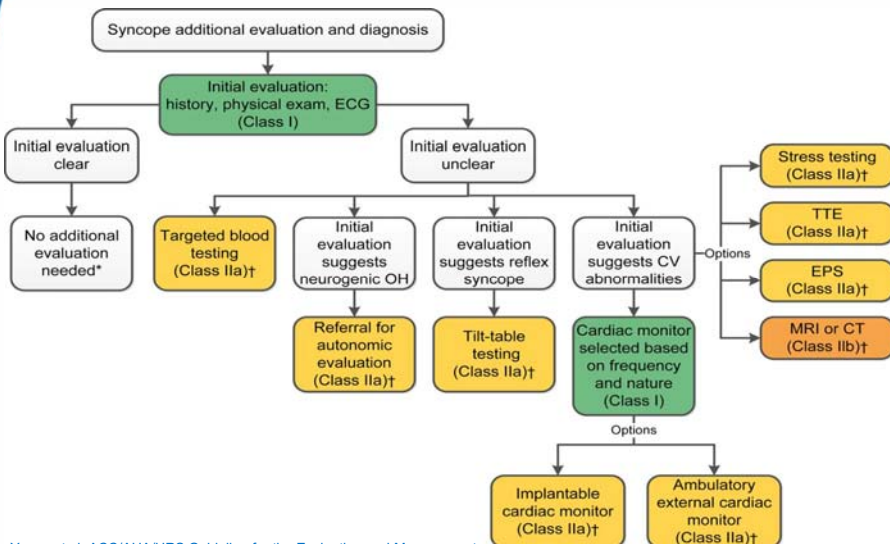 Syncope additional evaluation and diagnosis
Initial evaluation:
history, physical exam, ECG
(Class I)
Initial evaluation
clear
Initial evaluation
unclear
No additional
evaluation
needed*
Targeted blood
testing
(Class IIa)†
Initial
evaluation
suggests
neurogenic OH
Initial
evaluation
suggests reflex
syncope
Initial
evaluation
suggests CV
abnormalities
Options
Stress testing
(Class IIa)†
TTE
(Class IIa)†
EPS
(Class IIa)†
MRI or CT
(Class IIb)†
Referral for
autonomic
evaluation
(Class IIa)†
Tilt-table
testing
(Class IIa)†
Cardiac monitor
selected based
on frequency
and nature
(Class I)
Options
Implantable
cardiac monitor
(Class IIa)†
Ambulatory
external cardiac
monitor
(Class IIa)†